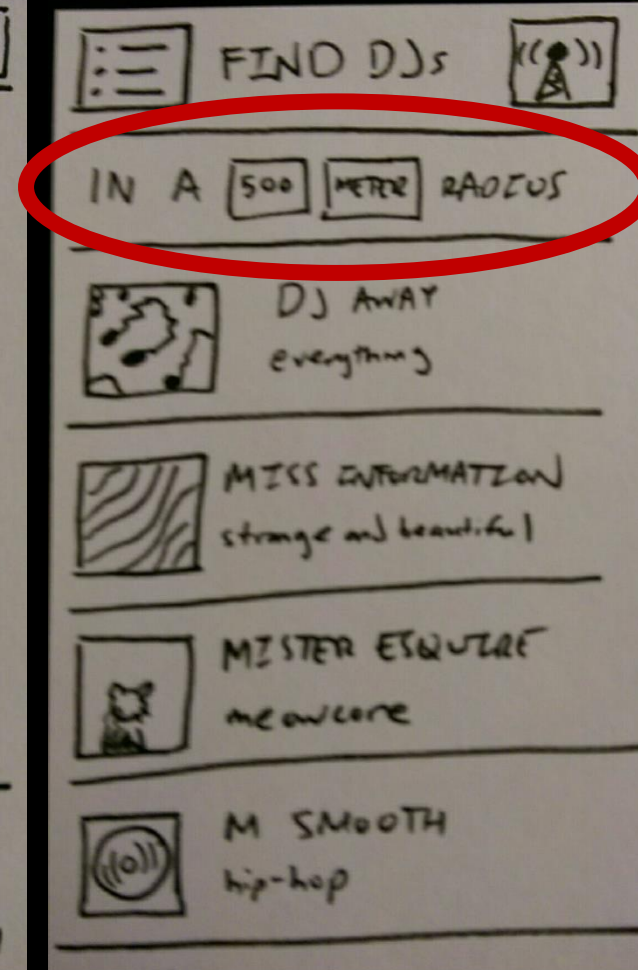 FIND DJs
IN A 500 METER RADIUS
DJ AWAY
everything
MISS INFORMATION
strange and beautiful
MISTER ESQUIRE
meowcore
M SMOOTH
hip-hop